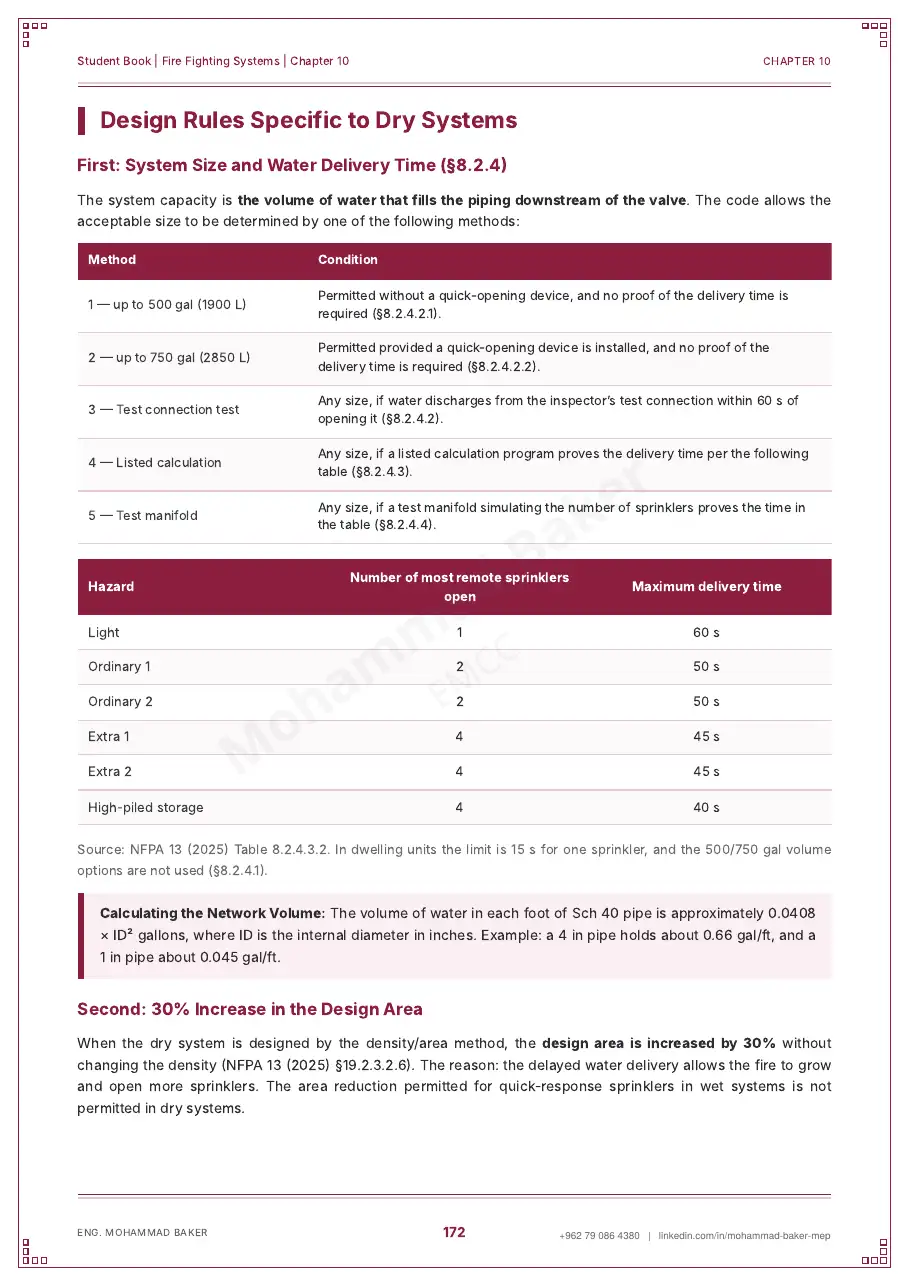 Student Book | Fire Fighting Systems | Chapter 10
CHAPTER 10
Design Rules Specific to Dry Systems
First: System Size and Water Delivery Time (§8.2.4)
The system capacity is the volume of water that fills the piping downstream of the valve. The code allows the
acceptable size to be determined by one of the following methods:
Method Condition
1 — up to 500 gal (1900 L) Permitted without a quick-opening device, and no proof of the delivery time is
required (§8.2.4.2.1).
2 — up to 750 gal (2850 L) Permitted provided a quick-opening device is installed, and no proof of the
delivery time is required (§8.2.4.2.2).
3 — Test connection test Any size, if water discharges from the inspector's test connection within 60 s of
opening it (§8.2.4.2).
4 — Listed calculation Any size, if a listed calculation program proves the delivery time per the following
table (§8.2.4.3).
5 — Test manifold Any size, if a test manifold simulating the number of sprinklers proves the time in
the table (§8.2.4.4).
Hazard Number of most remote sprinklers
open Maximum delivery time
Light 1 60 s
Ordinary 1 2 50 s
Ordinary 2 2 50 s
Extra 1 4 45 s
Extra 2 4 45 s
High-piled storage 4 40 s
Mohammad Baker
EMCC
Source: NFPA 13 (2025) Table 8.2.4.3.2. In dwelling units the limit is 15 s for one sprinkler, and the 500/750 gal volume
options are not used (§8.2.4.1).
Calculating the Network Volume: The volume of water in each foot of Sch 40 pipe is approximately 0.0408
× ID² gallons, where ID is the internal diameter in inches. Example: a 4 in pipe holds about 0.66 gal/ft, and a
1 in pipe about 0.045 gal/ft.
Second: 30% Increase in the Design Area
When the dry system is designed by the density/area method, the design area is increased by 30% without
changing the density (NFPA 13 (2025) §19.2.3.2.6). The reason: the delayed water delivery allows the fire to grow
and open more sprinklers. The area reduction permitted for quick-response sprinklers in wet systems is not
permitted in dry systems.
ENG. MOHAMMAD BAKER
172
+962 79 086 4380 | linkedin.com/in/mohammad-baker-mep